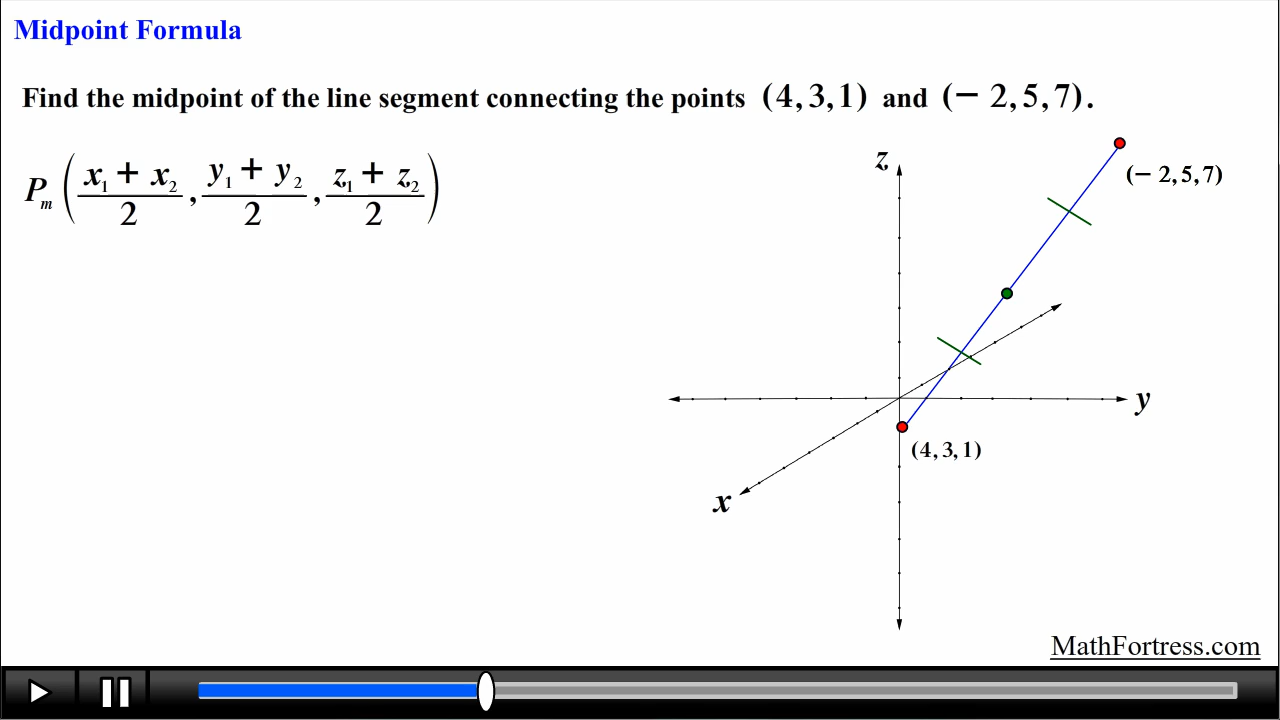 Midpoint Formula
Find the midpoint of the line segment connecting the points (4,3,1) and (− 2,5,7).
Pₘ ( (x₁ + x₂)/2 , (y₁ + y₂)/2 , (z₁ + z₂)/2 )
z
(− 2,5,7)
y
(4,3,1)
x
MathFortress.com